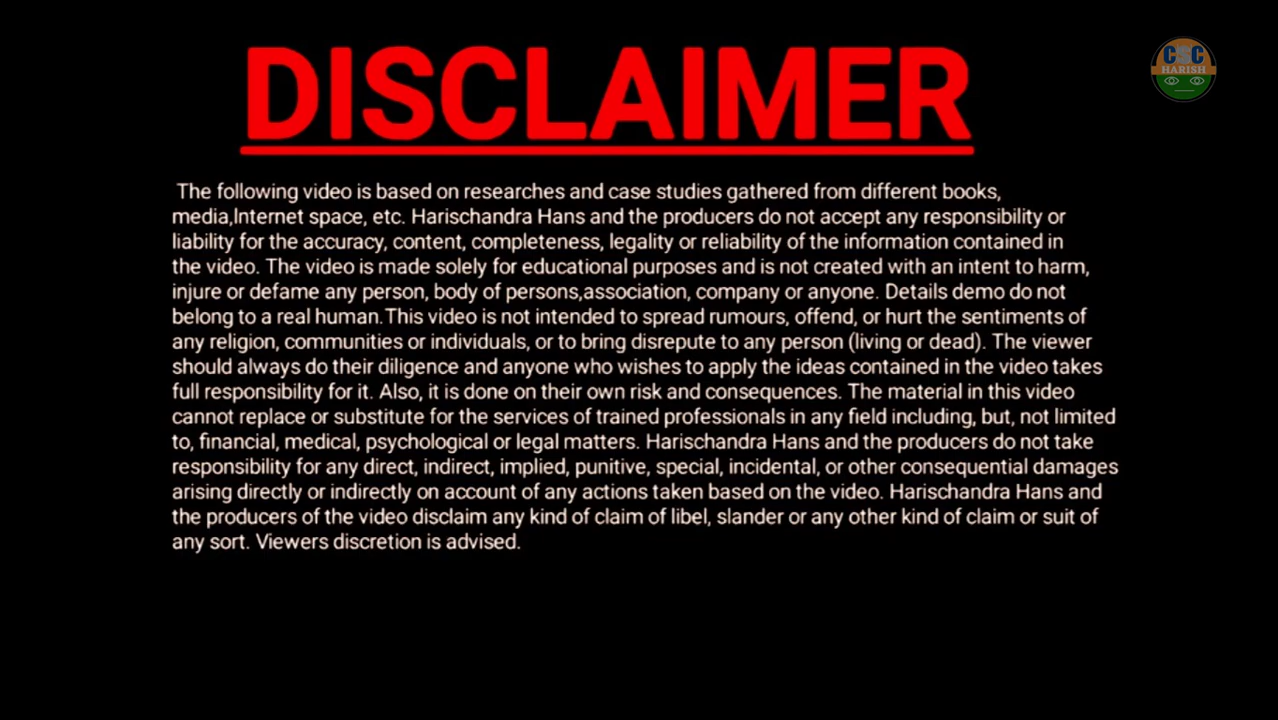 DISCLAIMER
CSC
HARISH
The following video is based on researches and case studies gathered from different books,
media,Internet space, etc. Harischandra Hans and the producers do not accept any responsibility or
liability for the accuracy, content, completeness, legality or reliability of the information contained in
the video. The video is made solely for educational purposes and is not created with an intent to harm,
injure or defame any person, body of persons,association, company or anyone. Details demo do not
belong to a real human.This video is not intended to spread rumours, offend, or hurt the sentiments of
any religion, communities or individuals, or to bring disrepute to any person (living or dead). The viewer
should always do their diligence and anyone who wishes to apply the ideas contained in the video takes
full responsibility for it. Also, it is done on their own risk and consequences. The material in this video
cannot replace or substitute for the services of trained professionals in any field including, but, not limited
to, financial, medical, psychological or legal matters. Harischandra Hans and the producers do not take
responsibility for any direct, indirect, implied, punitive, special, incidental, or other consequential damages
arising directly or indirectly on account of any actions taken based on the video. Harischandra Hans and
the producers of the video disclaim any kind of claim of libel, slander or any other kind of claim or suit of
any sort. Viewers discretion is advised.